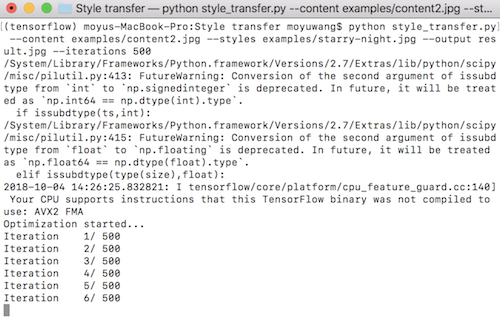 Style transfer — python style_transfer.py --content examples/content2.jpg --st...
[(tensorflow) moyus-MacBook-Pro:Style transfer moyuwang$ python style_transfer.py]
 --content examples/content2.jpg --styles examples/starry-night.jpg --output res
ult.jpg --iterations 500
/System/Library/Frameworks/Python.framework/Versions/2.7/Extras/lib/python/scipy
/misc/pilutil.py:413: FutureWarning: Conversion of the second argument of issubd
type from `int` to `np.signedinteger` is deprecated. In future, it will be treat
ed as `np.int64 == np.dtype(int).type`.
  if issubdtype(ts,int):
/System/Library/Frameworks/Python.framework/Versions/2.7/Extras/lib/python/scipy
/misc/pilutil.py:415: FutureWarning: Conversion of the second argument of issubd
type from `float` to `np.floating` is deprecated. In future, it will be treated
as `np.float64 == np.dtype(float).type`.
  elif issubdtype(type(size),float):
2018-10-04 14:26:25.832821: I tensorflow/core/platform/cpu_feature_guard.cc:140]
 Your CPU supports instructions that this TensorFlow binary was not compiled to
use: AVX2 FMA
Optimization started...
Iteration    1/ 500
Iteration    2/ 500
Iteration    3/ 500
Iteration    4/ 500
Iteration    5/ 500
Iteration    6/ 500